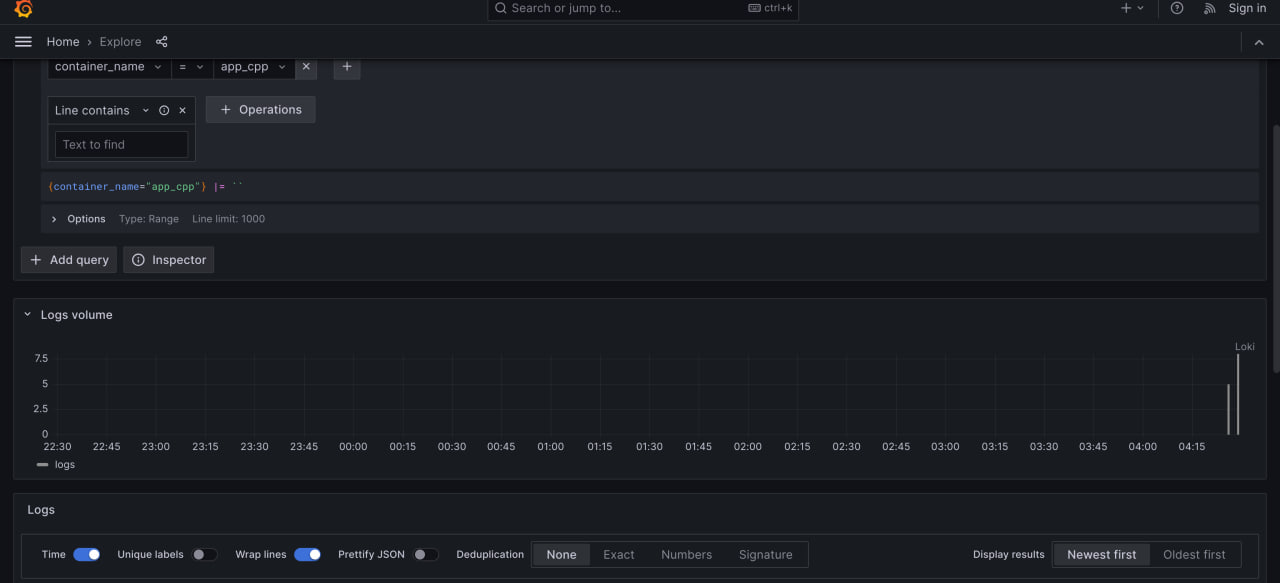 Search or jump to... ctrl+k Sign in
Home › Explore
container_name = app_cpp
Line contains + Operations
Text to find
{container_name="app_cpp"} |= ``
Options Type: Range Line limit: 1000
+ Add query Inspector
Logs volume
Loki
7.5
5
2.5
0
22:30 22:45 23:00 23:15 23:30 23:45 00:00 00:15 00:30 00:45 01:00 01:15 01:30 01:45 02:00 02:15 02:30 02:45 03:00 03:15 03:30 03:45 04:00 04:15
logs
Logs
Time Unique labels Wrap lines Prettify JSON Deduplication None Exact Numbers Signature Display results Newest first Oldest first